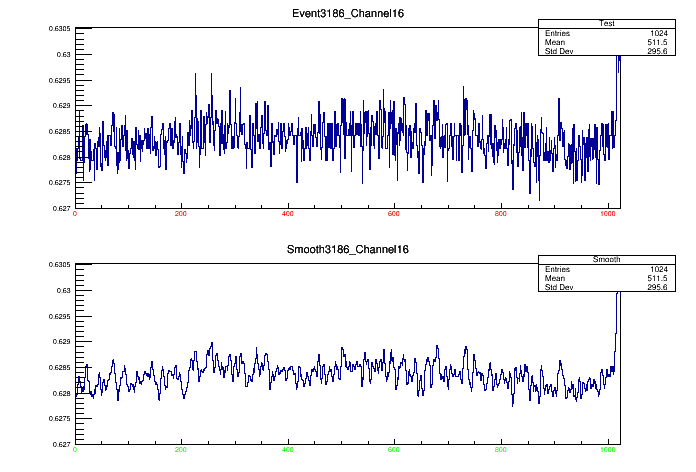 Event3186_Channel16
Test
Entries 1024
Mean 511.5
Std Dev 295.6
0.6305
0.63
0.6295
0.629
0.6285
0.628
0.6275
0.627
0 200 400 600 800 1000
Smooth3186_Channel16
Smooth
Entries 1024
Mean 511.5
Std Dev 295.6
0.6305
0.63
0.6295
0.629
0.6285
0.628
0.6275
0.627
0 200 400 600 800 1000